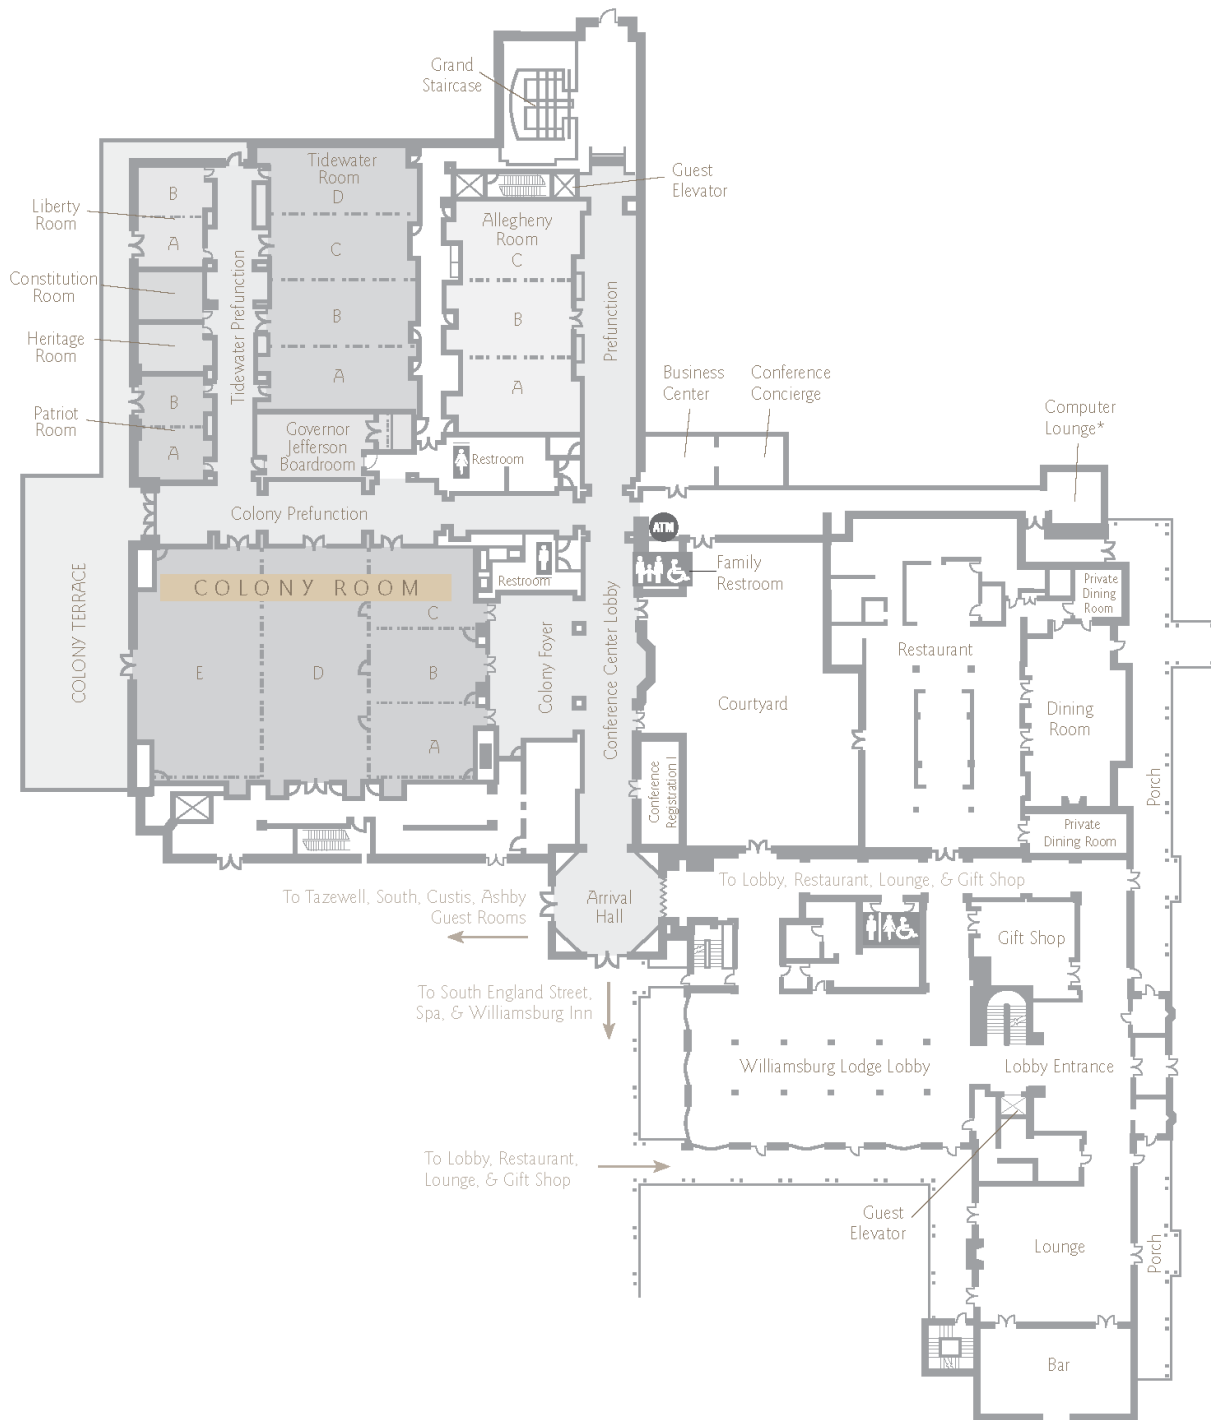 Grand
Staircase
Guest
Elevator
Tidewater
Room
D
C
B
A
Allegheny
Room
C
B
A
Liberty
Room
B
A
Constitution
Room
Heritage
Room
Patriot
Room
B
A
Tidewater Prefunction
Prefunction
Governor
Jefferson
Boardroom
Restroom
Business
Center
Conference
Concierge
Computer
Lounge*
Colony Prefunction
ATM
Family
Restroom
Restroom
COLONY TERRACE
COLONY ROOM
E
D
C
B
A
Colony Foyer
Conference Center Lobby
Courtyard
Conference
Registration I
Restaurant
Private
Dining
Room
Dining
Room
Private
Dining Room
Porch
To Tazewell, South, Custis, Ashby
Guest Rooms
Arrival
Hall
To Lobby, Restaurant, Lounge, & Gift Shop
Gift Shop
To South England Street,
Spa, & Williamsburg Inn
Williamsburg Lodge Lobby
Lobby Entrance
To Lobby, Restaurant,
Lounge, & Gift Shop
Guest
Elevator
Lounge
Porch
Bar